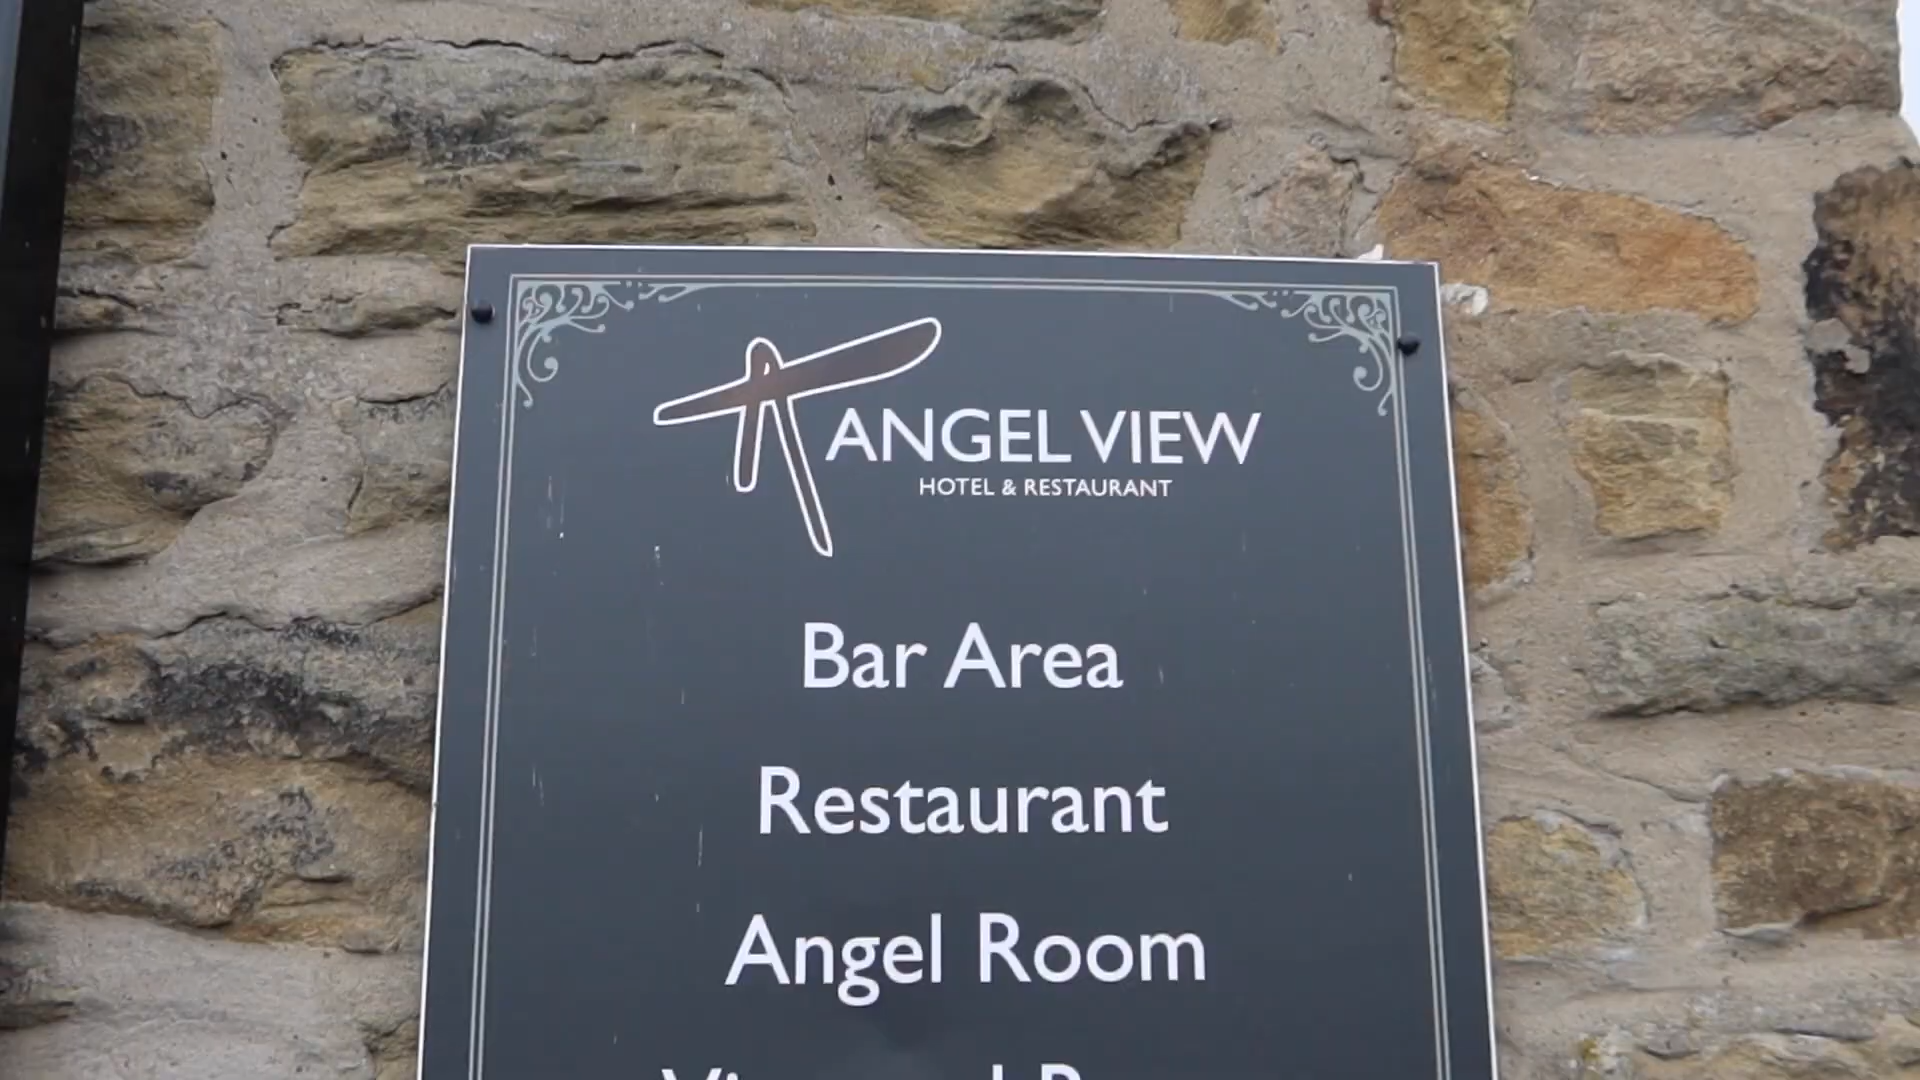 ANGEL VIEW
HOTEL & RESTAURANT
Bar Area
Restaurant
Angel Room